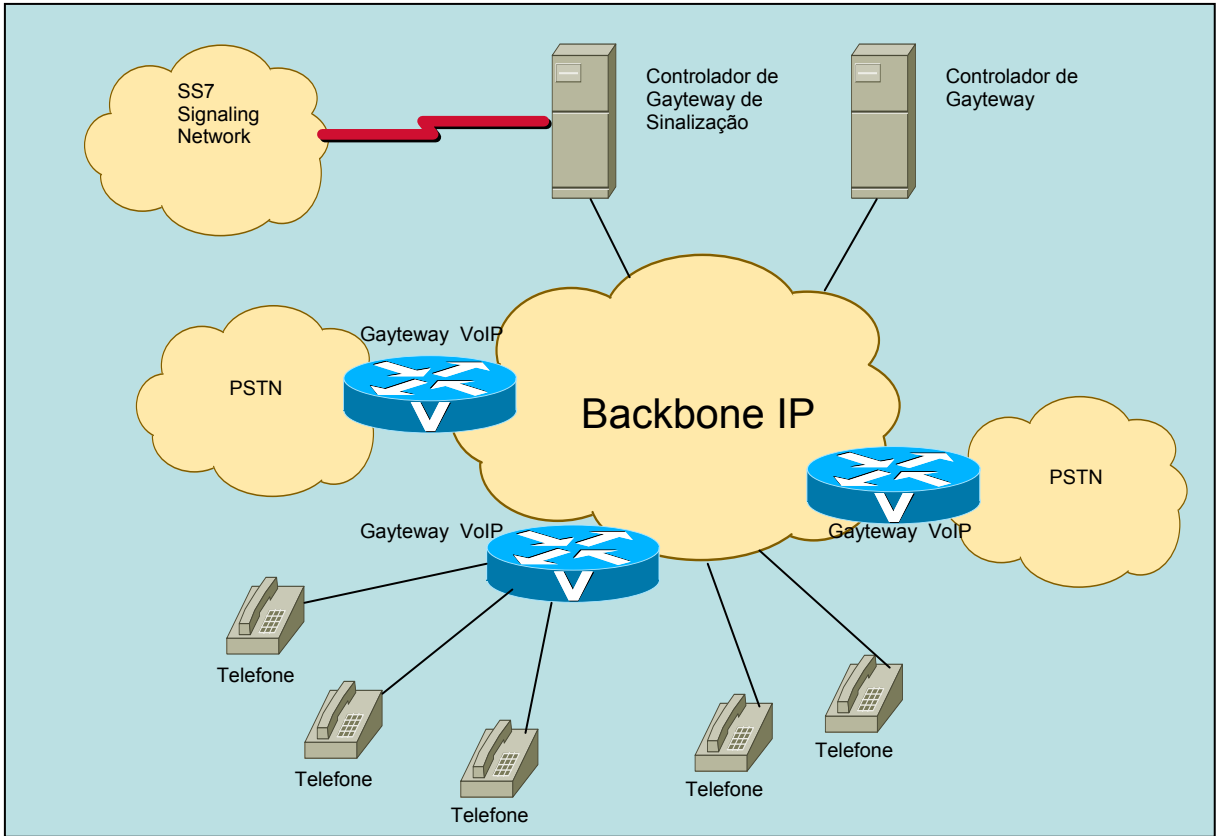 SS7
Signaling
Network
Controlador de
Gayteway de
Sinalização
Controlador de
Gayteway
Gayteway VoIP
PSTN
Backbone IP
PSTN
Gayteway VoIP
Gayteway VoIP
Telefone
Telefone
Telefone
Telefone
Telefone